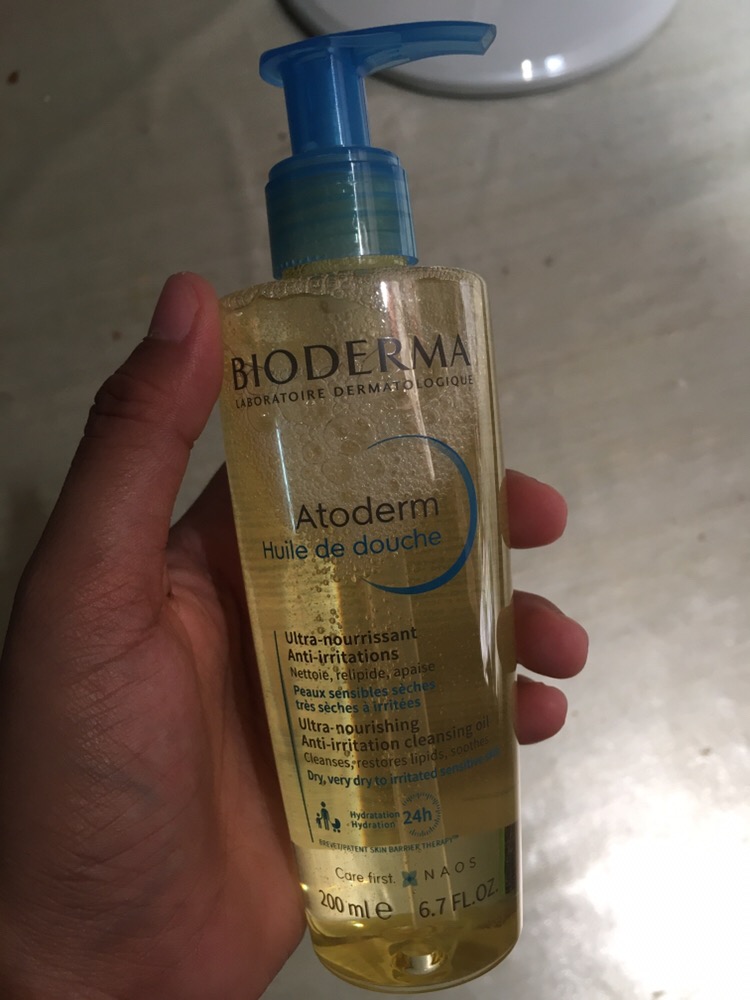 BIODERMA
LABORATOIRE DERMATOLOGIQUE
Atoderm
Huile de douche
Ultra-nourrissant
Anti-irritations
Nettoie, relipide, apaise
Peaux sensibles sèches
très sèches à irritées
Ultra-nourishing
Anti-irritation cleansing oil
Cleanses, restores lipids, soothes
Dry, very dry to irritated sensitive
Hydratation
Hydration
24h
BREVET/PATENT SKIN BARRIER THERAPY™
Care first. NAOS
200 ml e 6.7 FL.OZ.